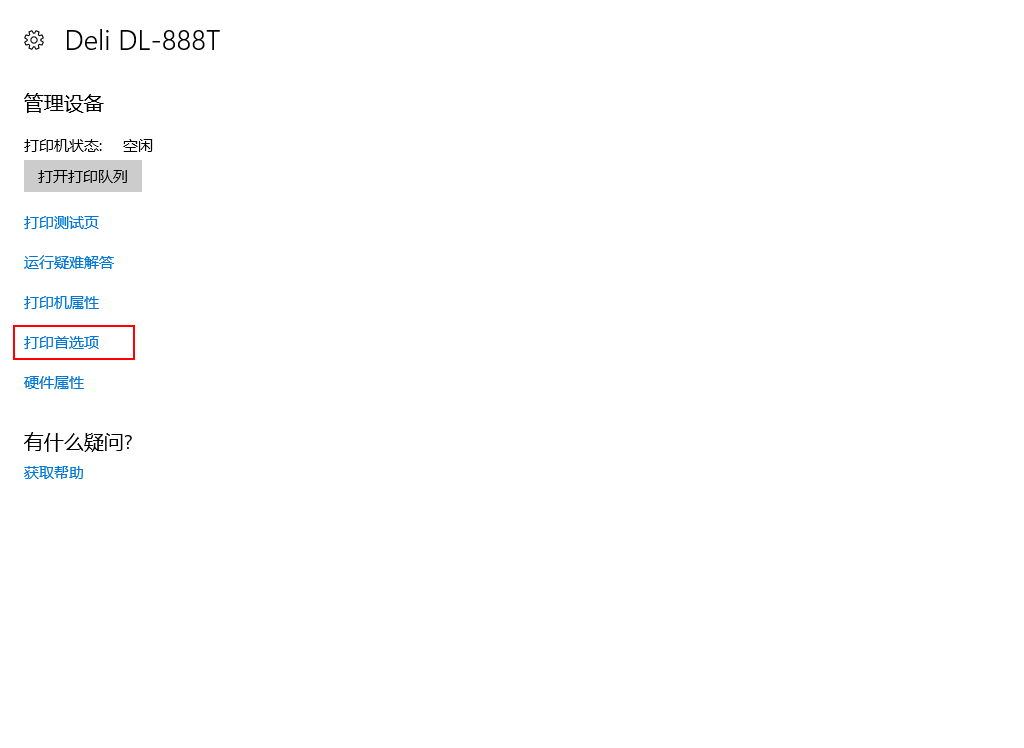 Deli DL-888T
管理设备
打印机状态: 空闲
打开打印队列
打印测试页
运行疑难解答
打印机属性
打印首选项
硬件属性
有什么疑问?
获取帮助